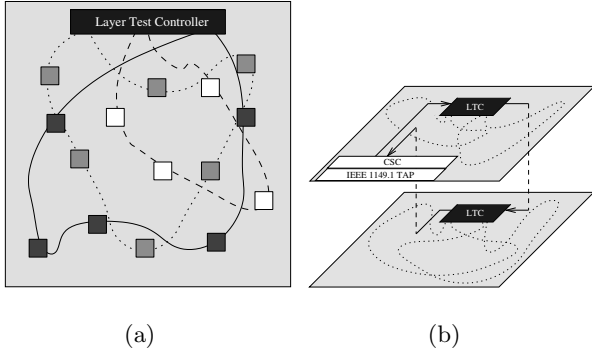 Layer Test Controller
LTC
CSC
IEEE 1149.1 TAP
LTC
(a)
(b)